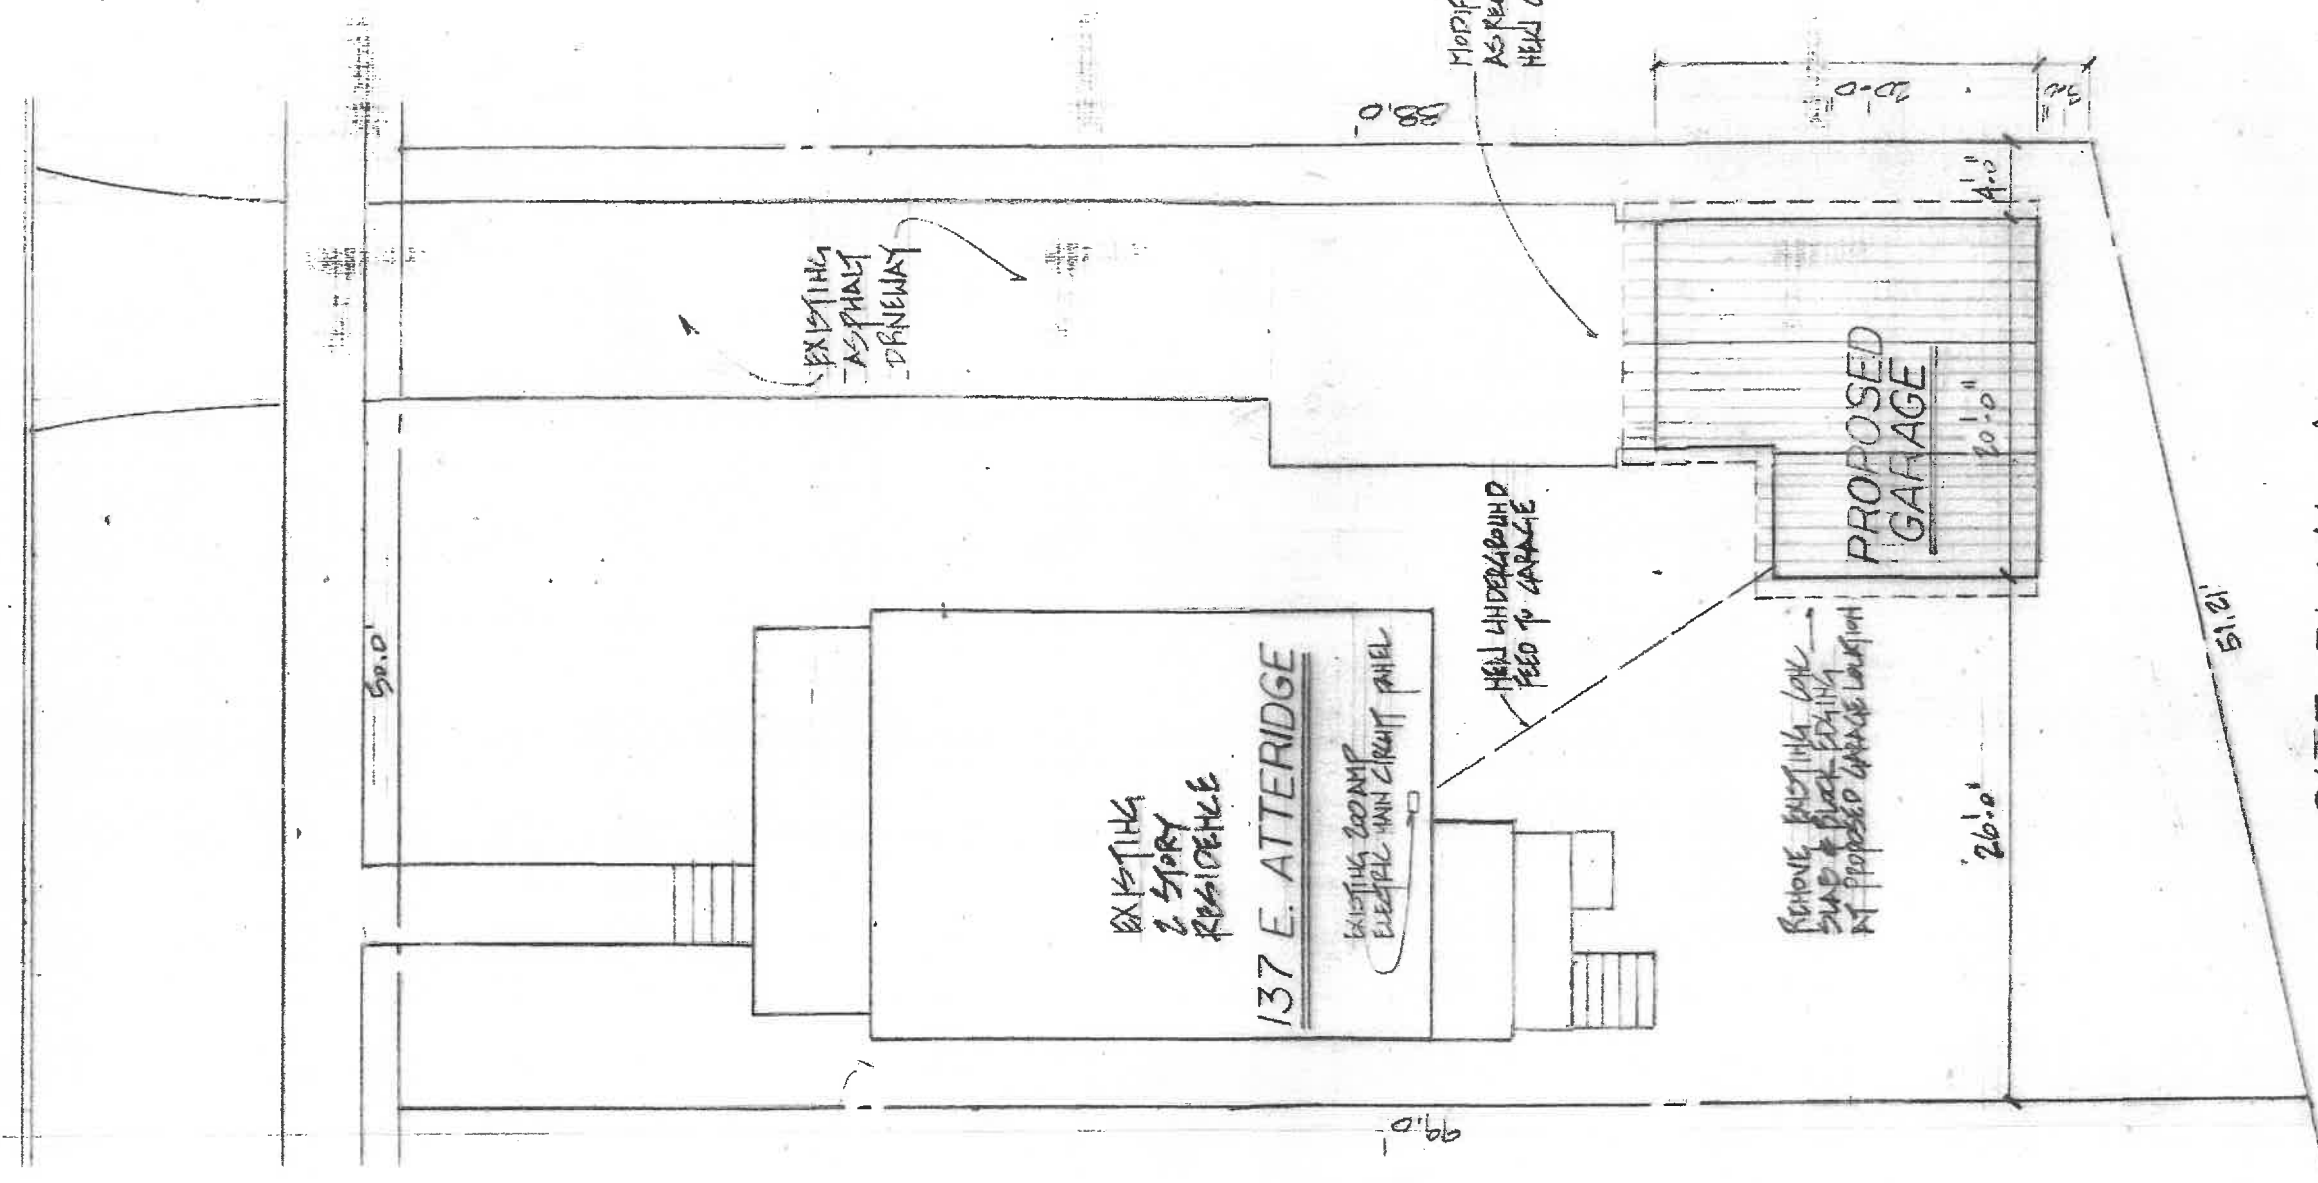 50.0'
EXISTING
ASPHALT
DRIVEWAY
88.0'
20'-0"
4'-0"
PROPOSED
GARAGE
20'-0"
NEW UNDERGROUND
FEED TO GARAGE
EXISTING
2 STORY
RESIDENCE
137 E. ATTERIDGE
EXISTING 200 AMP
ELECTRIC MAIN CIRCUIT PANEL
REMOVE EXISTING CONC
SLAB & BLOCK EDGING
AT PROPOSED GARAGE LOCATION
26'-0"
51.21'
99.0'